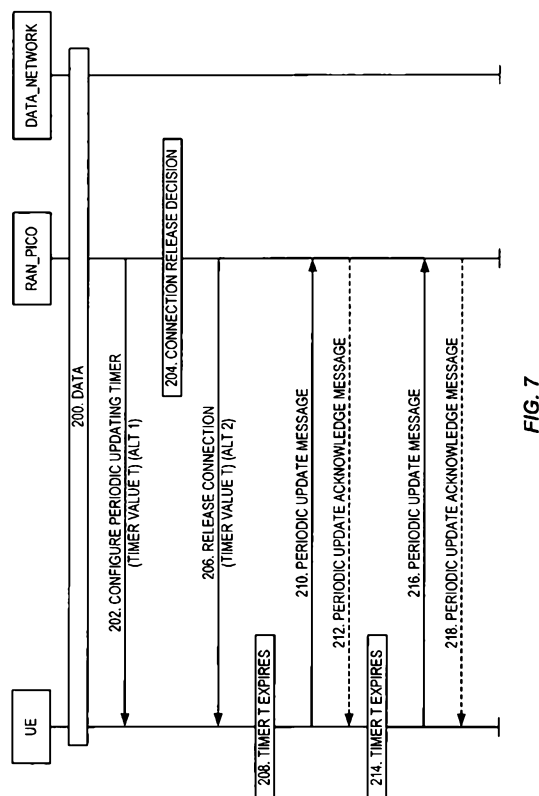 UE
RAN_PICO
DATA_NETWORK
200. DATA
202. CONFIGURE PERIODIC UPDATING TIMER
(TIMER VALUE T) (ALT 1)
204. CONNECTION RELEASE DECISION
206. RELEASE CONNECTION
(TIMER VALUE T) (ALT 2)
208. TIMER T EXPIRES
210. PERIODIC UPDATE MESSAGE
212. PERIODIC UPDATE ACKNOWLEDGE MESSAGE
214. TIMER T EXPIRES
216. PERIODIC UPDATE MESSAGE
218. PERIODIC UPDATE ACKNOWLEDGE MESSAGE
FIG. 7